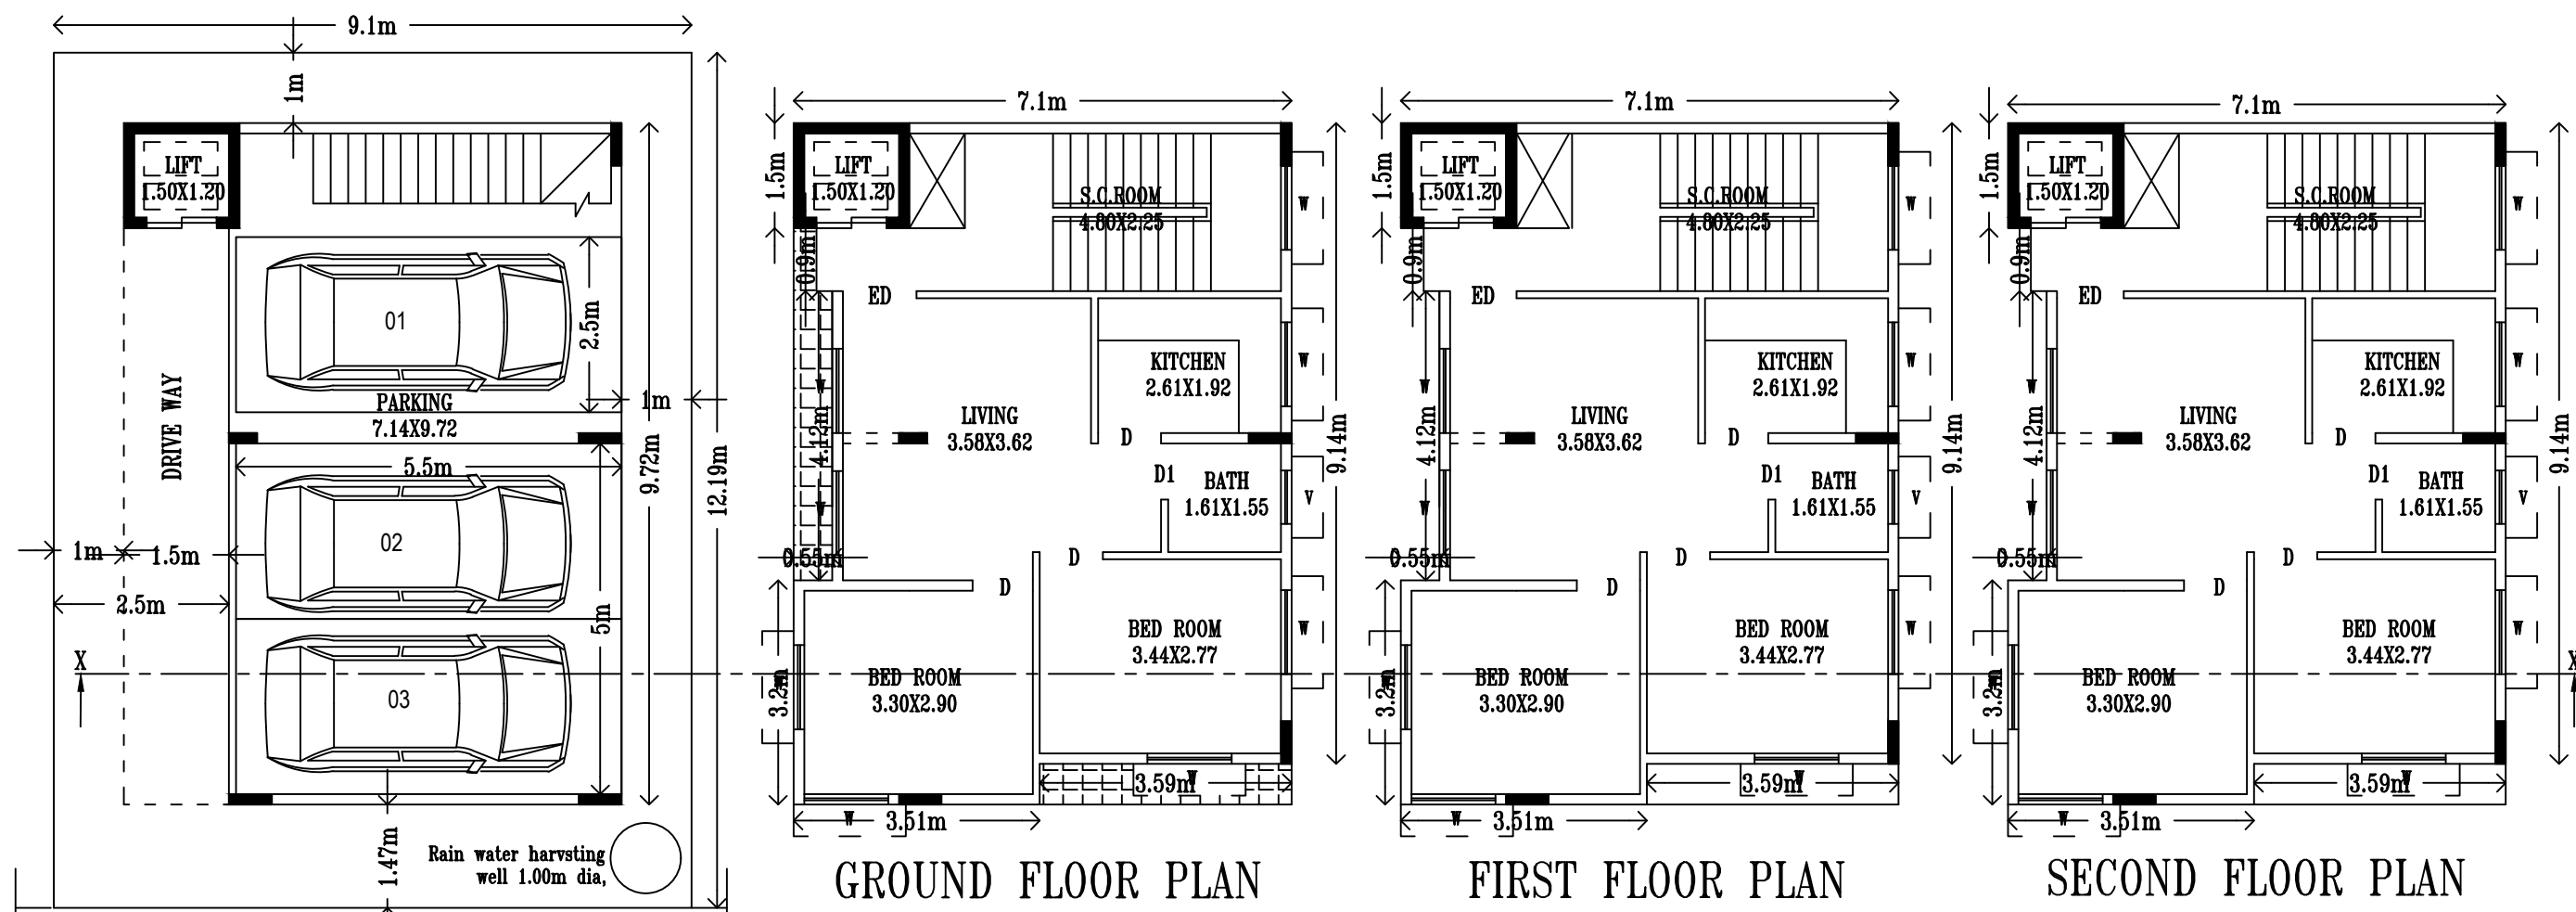 9.1m
1m
LIFT
1.50X1.20
01
2.5m
DRIVE WAY
PARKING
7.14X9.72
1m
5.5m
9.72m
12.19m
02
1m
1.5m
2.5m
5m
X
03
1.47m
Rain water harvsting
well 1.00m dia,
7.1m
1.5m
LIFT
1.50X1.20
S.C.ROOM
4.80X2.25
W
0.9m
ED
KITCHEN
2.61X1.92
W
W
LIVING
3.58X3.62
4.12m
D
9.14m
D1
BATH
1.61X1.55
V
W
0.55m
D
D
BED ROOM
3.44X2.77
W
BED ROOM
3.30X2.90
3.2m
3.59m
W
W
3.51m
GROUND FLOOR PLAN
7.1m
1.5m
LIFT
1.50X1.20
S.C.ROOM
4.80X2.25
W
0.9m
ED
KITCHEN
2.61X1.92
W
W
LIVING
3.58X3.62
4.12m
D
9.14m
D1
BATH
1.61X1.55
V
W
0.55m
D
D
BED ROOM
3.44X2.77
W
BED ROOM
3.30X2.90
3.2m
3.59m
W
W
3.51m
FIRST FLOOR PLAN
7.1m
1.5m
LIFT
1.50X1.20
S.C.ROOM
4.80X2.25
W
0.9m
ED
KITCHEN
2.61X1.92
W
W
LIVING
3.58X3.62
4.12m
D
9.14m
D1
BATH
1.61X1.55
V
W
0.55m
D
D
BED ROOM
3.44X2.77
W
X
BED ROOM
3.30X2.90
3.2m
3.59m
W
W
3.51m
SECOND FLOOR PLAN